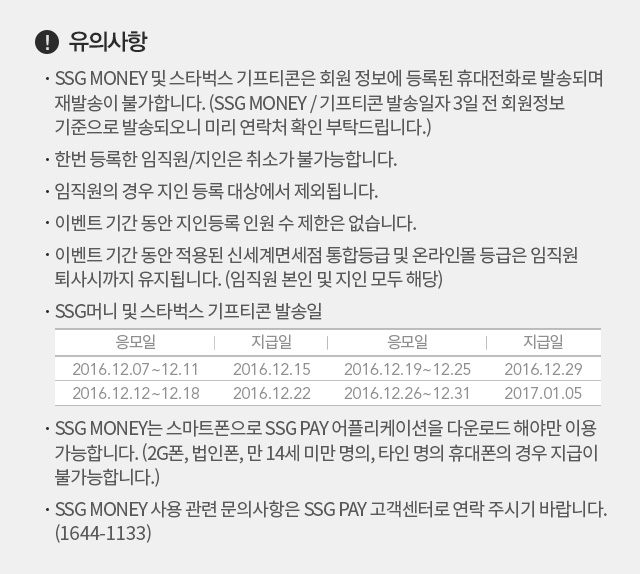 ! 유의사항
· SSG MONEY 및 스타벅스 기프티콘은 회원 정보에 등록된 휴대전화로 발송되며
재발송이 불가합니다. (SSG MONEY / 기프티콘 발송일자 3일 전 회원정보
기준으로 발송되오니 미리 연락처 확인 부탁드립니다.)
· 한번 등록한 임직원/지인은 취소가 불가능합니다.
· 임직원의 경우 지인 등록 대상에서 제외됩니다.
· 이벤트 기간 동안 지인등록 인원 수 제한은 없습니다.
· 이벤트 기간 동안 적용된 신세계면세점 통합등급 및 온라인몰 등급은 임직원
퇴사시까지 유지됩니다. (임직원 본인 및 지인 모두 해당)
· SSG머니 및 스타벅스 기프티콘 발송일
응모일 지급일 응모일 지급일
2016.12.07~12.11 2016.12.15 2016.12.19~12.25 2016.12.29
2016.12.12~12.18 2016.12.22 2016.12.26~12.31 2017.01.05
· SSG MONEY는 스마트폰으로 SSG PAY 어플리케이션을 다운로드 해야만 이용
가능합니다. (2G폰, 법인폰, 만 14세 미만 명의, 타인 명의 휴대폰의 경우 지급이
불가능합니다.)
· SSG MONEY 사용 관련 문의사항은 SSG PAY 고객센터로 연락 주시기 바랍니다.
(1644-1133)